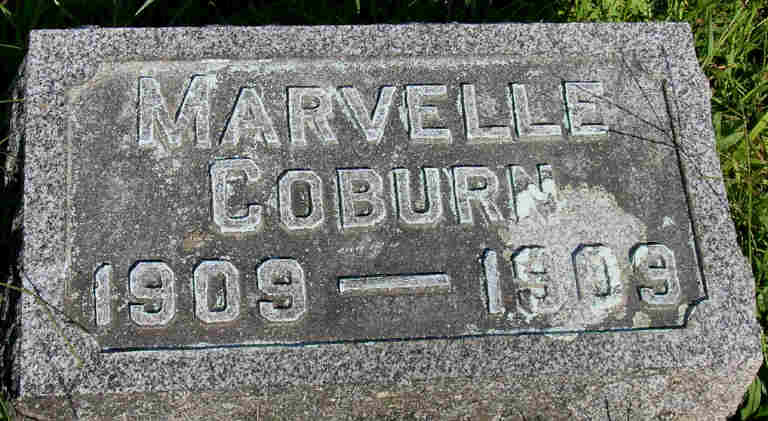 MARVELLE
COBURN
1909 — 1909